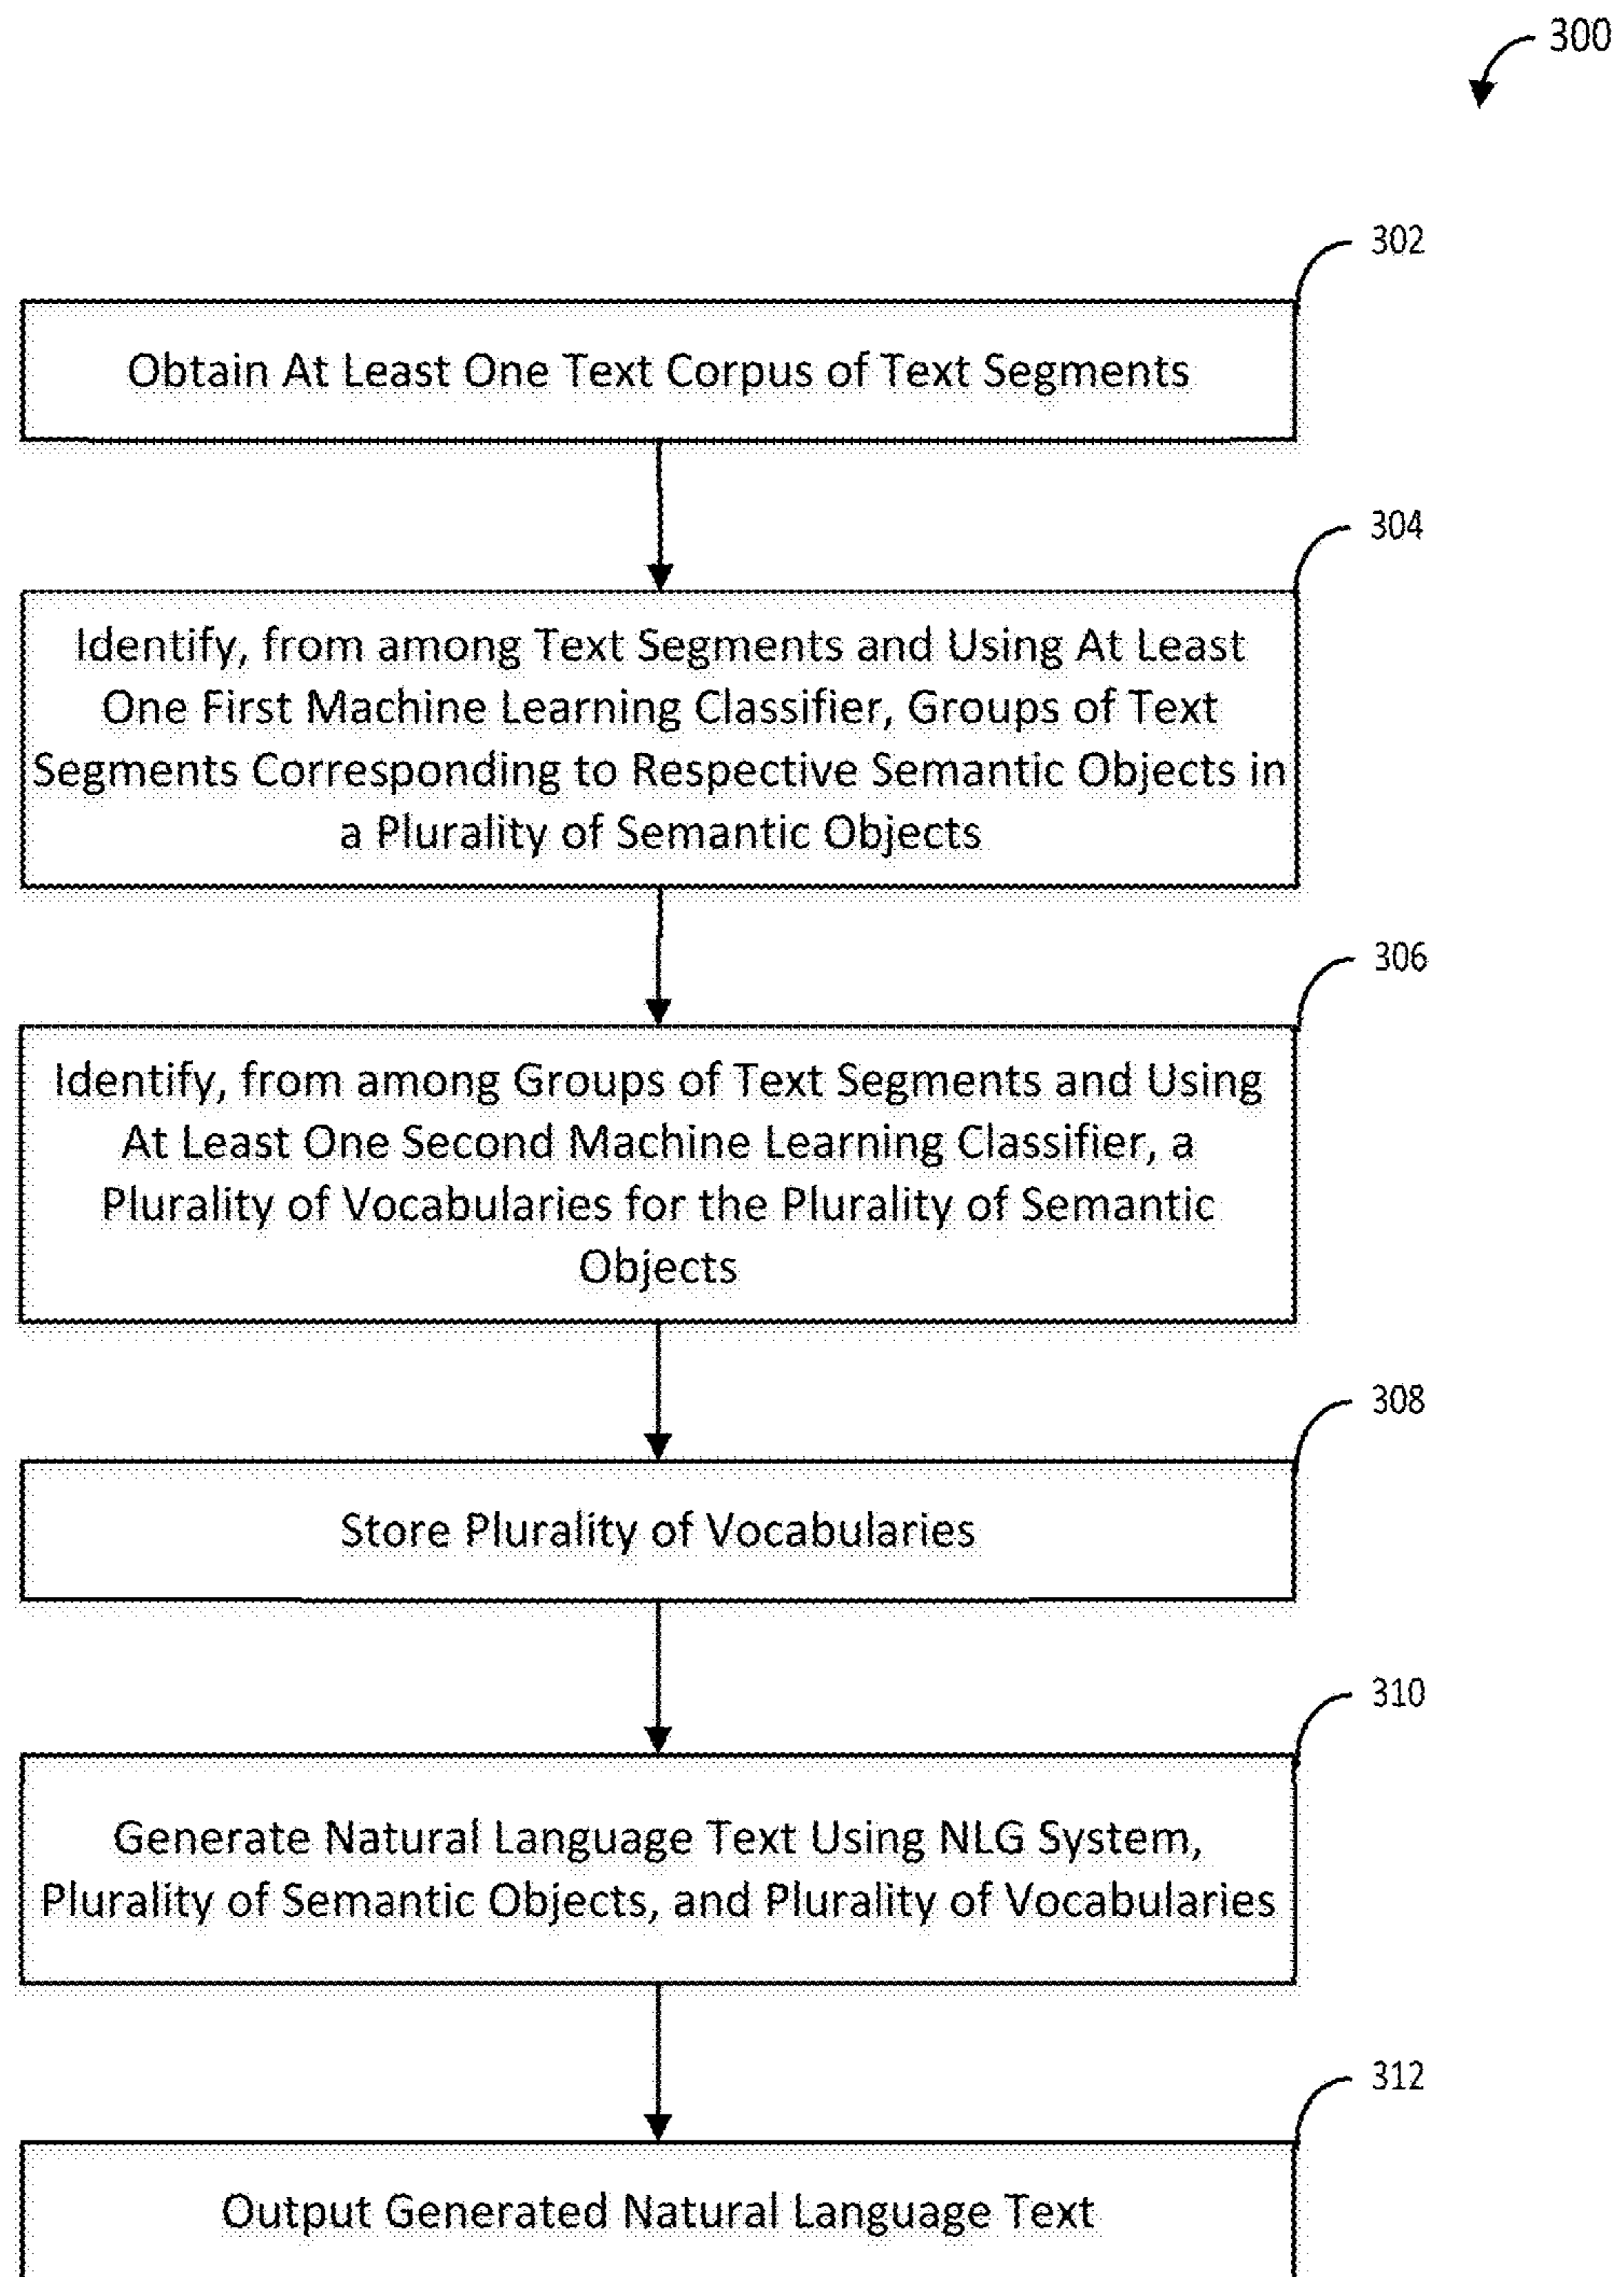 300
302
Obtain At Least One Text Corpus of Text Segments
304
Identify, from among Text Segments and Using At Least
One First Machine Learning Classifier, Groups of Text
Segments Corresponding to Respective Semantic Objects in
a Plurality of Semantic Objects
306
Identify, from among Groups of Text Segments and Using
At Least One Second Machine Learning Classifier, a
Plurality of Vocabularies for the Plurality of Semantic
Objects
308
Store Plurality of Vocabularies
310
Generate Natural Language Text Using NLG System,
Plurality of Semantic Objects, and Plurality of Vocabularies
312
Output Generated Natural Language Text